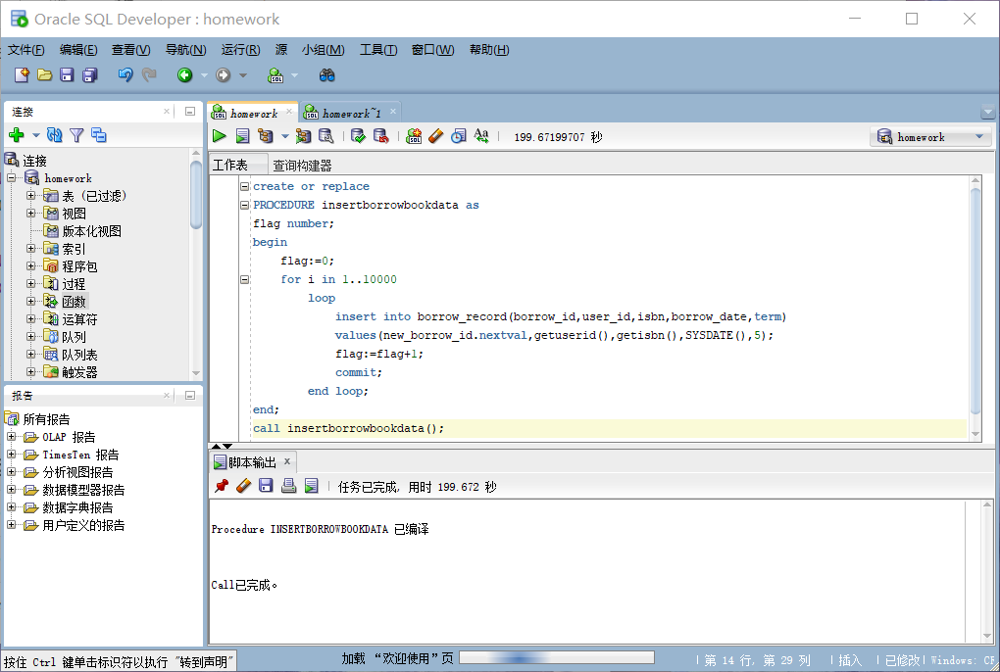 Oracle SQL Developer : homework
文件(F) 编辑(E) 查看(V) 导航(N) 运行(R) 源 小组(M) 工具(T) 窗口(W) 帮助(H)
连接
连接
homework
表（已过滤）
视图
版本化视图
索引
程序包
过程
函数
运算符
队列
队列表
触发器
报告
所有报告
OLAP 报告
TimesTen 报告
分析视图报告
数据模型器报告
数据字典报告
用户定义的报告
homework homework~1
199.67199707 秒 homework
工作表 查询构建器
create or replace
PROCEDURE insertborrowbookdata as
flag number;
begin
flag:=0;
for i in 1..10000
loop
insert into borrow_record(borrow_id,user_id,isbn,borrow_date,term)
values(new_borrow_id.nextval,getuserid(),getisbn(),SYSDATE(),5);
flag:=flag+1;
commit;
end loop;
end;
call insertborrowbookdata();
脚本输出
任务已完成, 用时 199.672 秒
Procedure INSERTBORROWBOOKDATA 已编译
Call已完成。
按住 Ctrl 键单击标识符以执行 "转到声明" 加载 “欢迎使用”页 第 14 行, 第 29 列 插入 已修改 Windows: CF